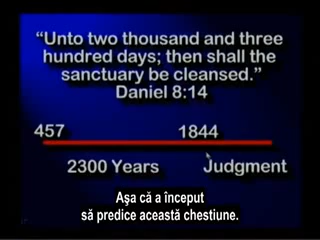 “Unto two thousand and three
hundred days; then shall the
sanctuary be cleansed.”
Daniel 8:14
457 1844
2300 Years Judgment
Aşa că a început
să predice această chestiune.